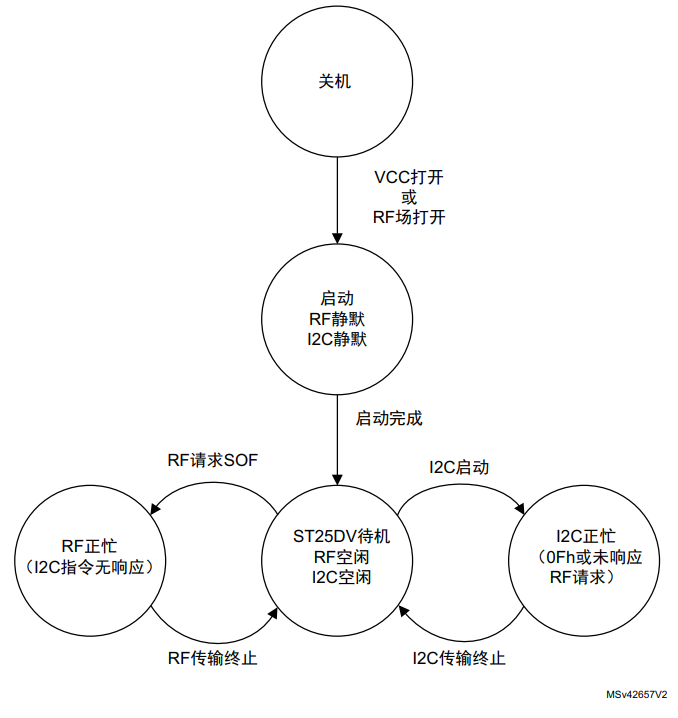 关机
VCC打开
或
RF场打开
启动
RF静默
I2C静默
启动完成
RF请求SOF
I2C启动
RF正忙
（I2C指令无响应）
ST25DV待机
RF空闲
I2C空闲
I2C正忙
（0Fh或未响应
RF请求）
RF传输终止
I2C传输终止
MSv42657V2